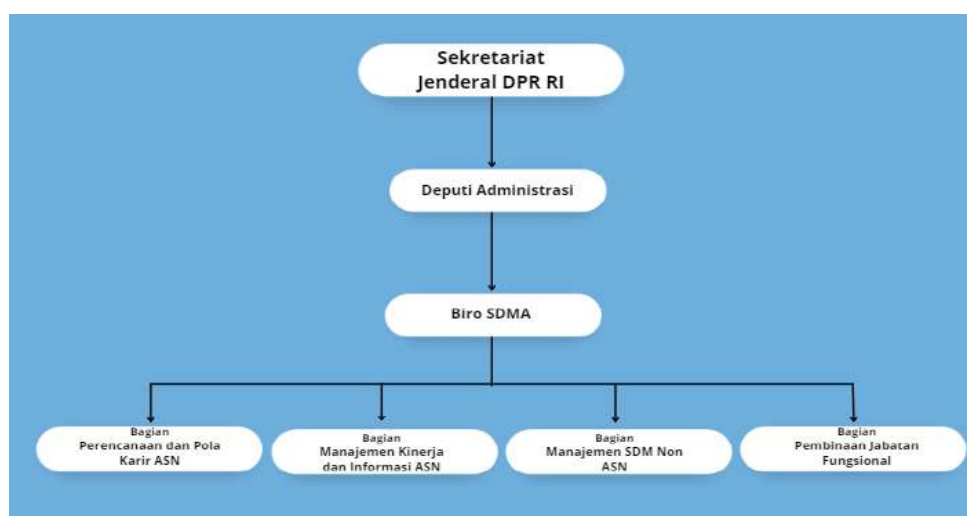 Sekretariat
Jenderal DPR RI
Deputi Administrasi
Biro SDMA
Bagian
Perencanaan dan Pola
Karir ASN
Bagian
Manajemen Kinerja
dan Informasi ASN
Bagian
Manajemen SDM Non
ASN
Bagian
Pembinaan Jabatan
Fungsional